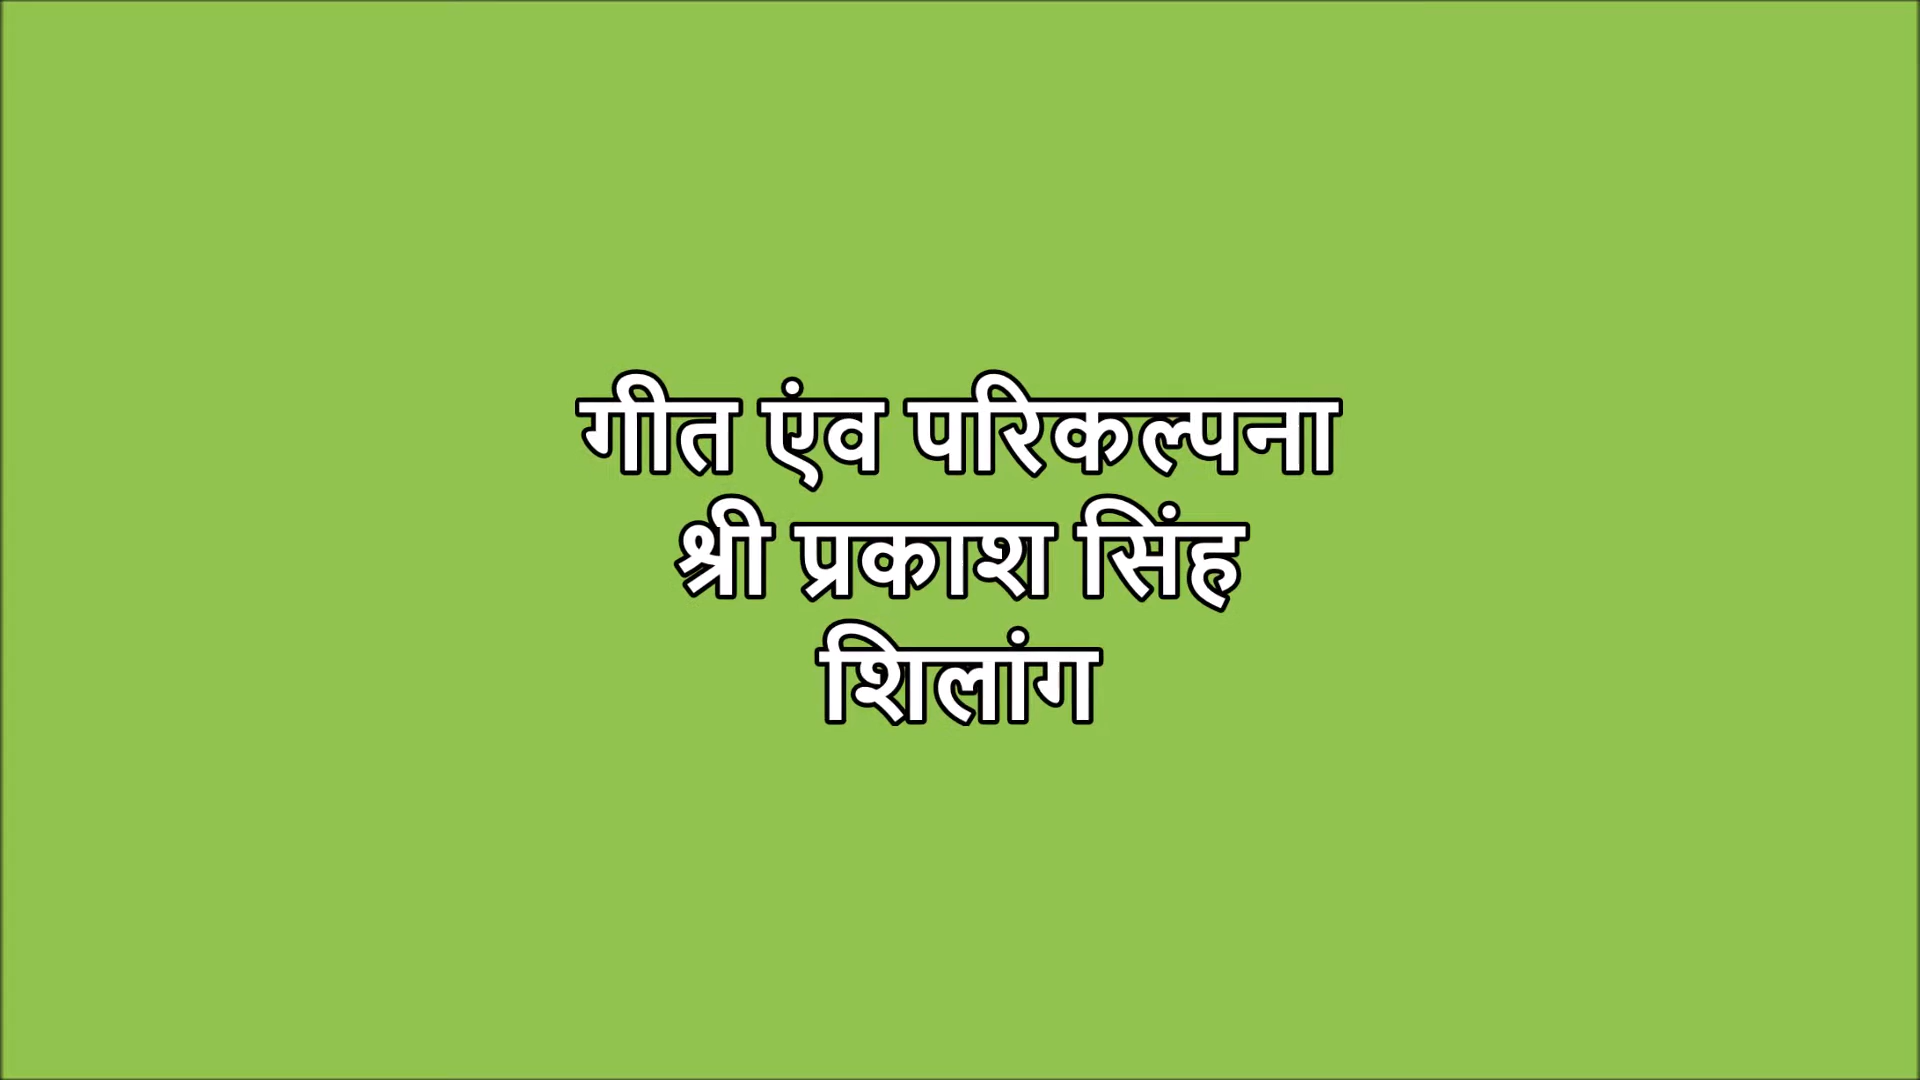 गीत एंव परिकल्पना
श्री प्रकाश सिंह
शिलांग